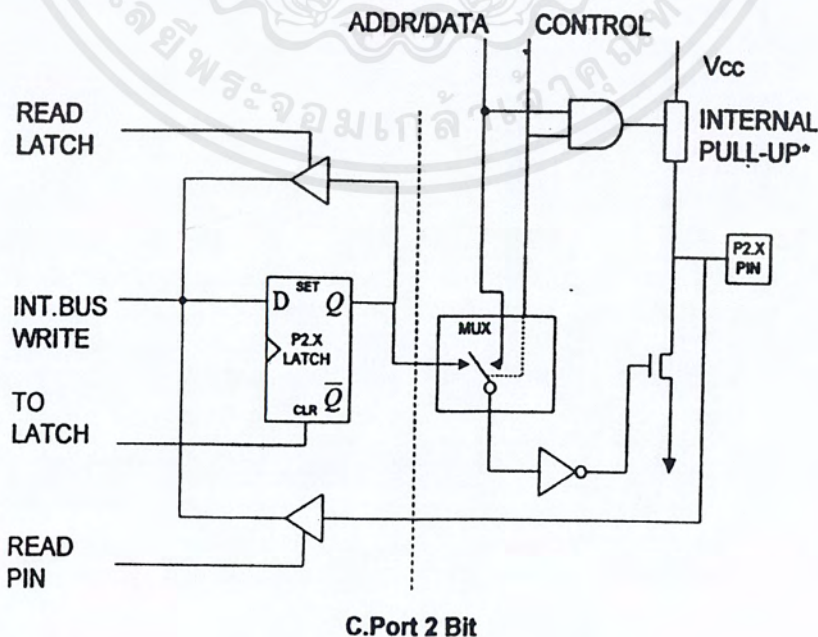 ADDR/DATA CONTROL
Vcc
READ
LATCH
INTERNAL
PULL-UP*
P2.X
PIN
INT.BUS
WRITE
D SET Q
P2.X
LATCH
CLR Q̅
MUX
TO
LATCH
READ
PIN
C.Port 2 Bit